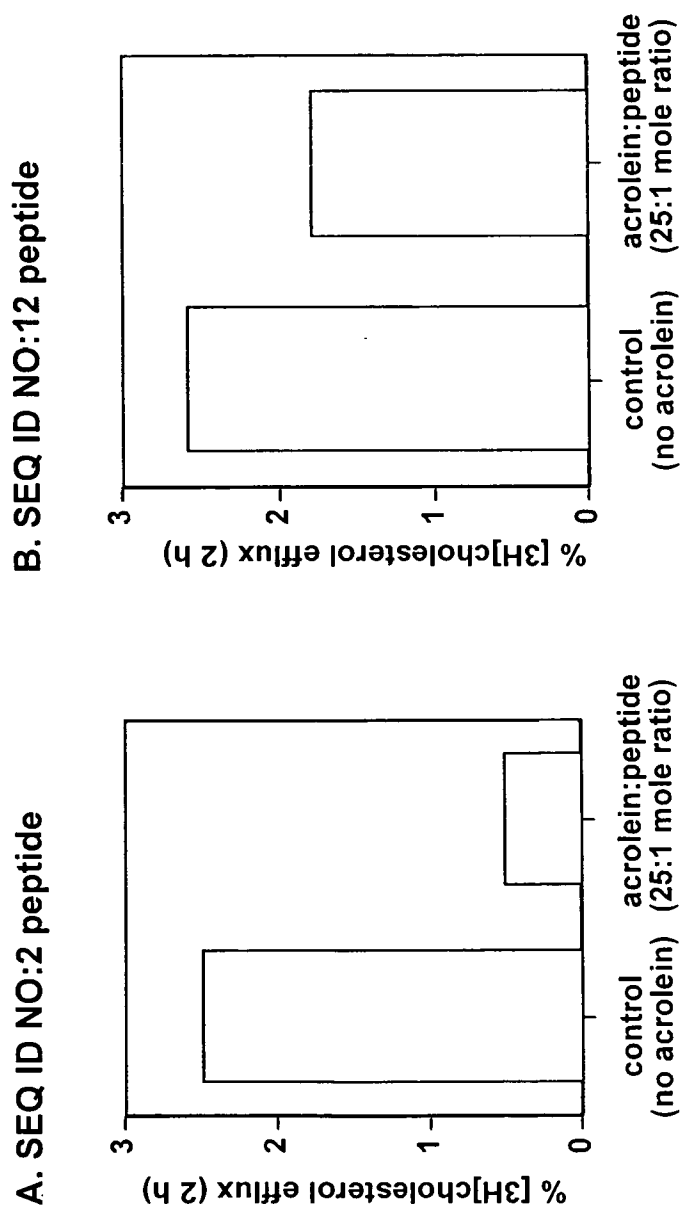 A. SEQ ID NO:2 peptide
% [3H]cholesterol efflux (2 h)
3
2
1
0
control
(no acrolein)
acrolein:peptide
(25:1 mole ratio)
B. SEQ ID NO:12 peptide
% [3H]cholesterol efflux (2 h)
3
2
1
0
control
(no acrolein)
acrolein:peptide
(25:1 mole ratio)